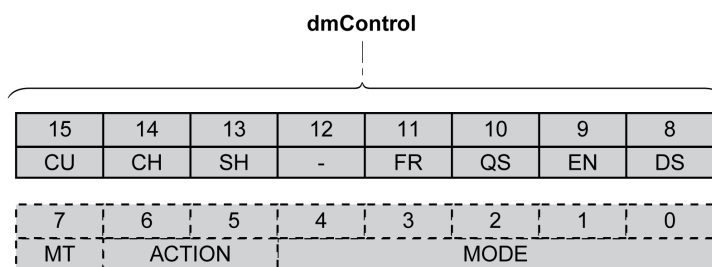 dmControl
15 14 13 12 11 10 9 8
CU CH SH - FR QS EN DS
7 6 5 4 3 2 1 0
MT ACTION MODE